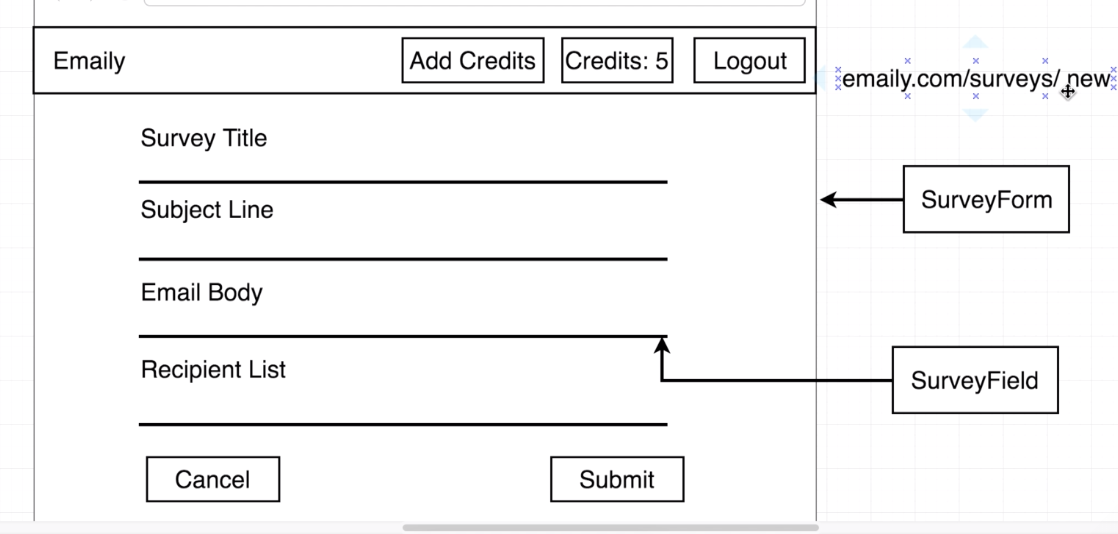 Emaily
Add Credits
Credits: 5
Logout
emaily.com/surveys/ new
Survey Title
Subject Line
SurveyForm
Email Body
Recipient List
SurveyField
Cancel
Submit